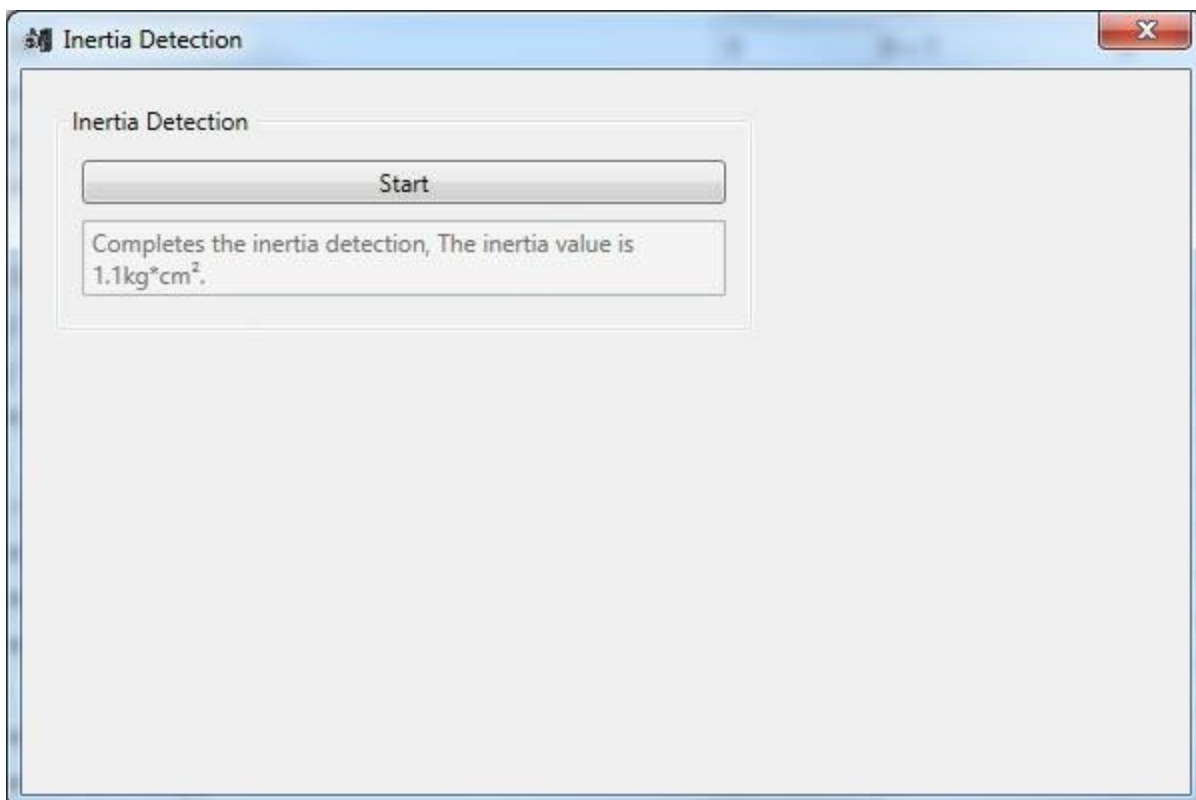 Inertia Detection
Inertia Detection
Start
Completes the inertia detection, The inertia value is
1.1kg*cm².